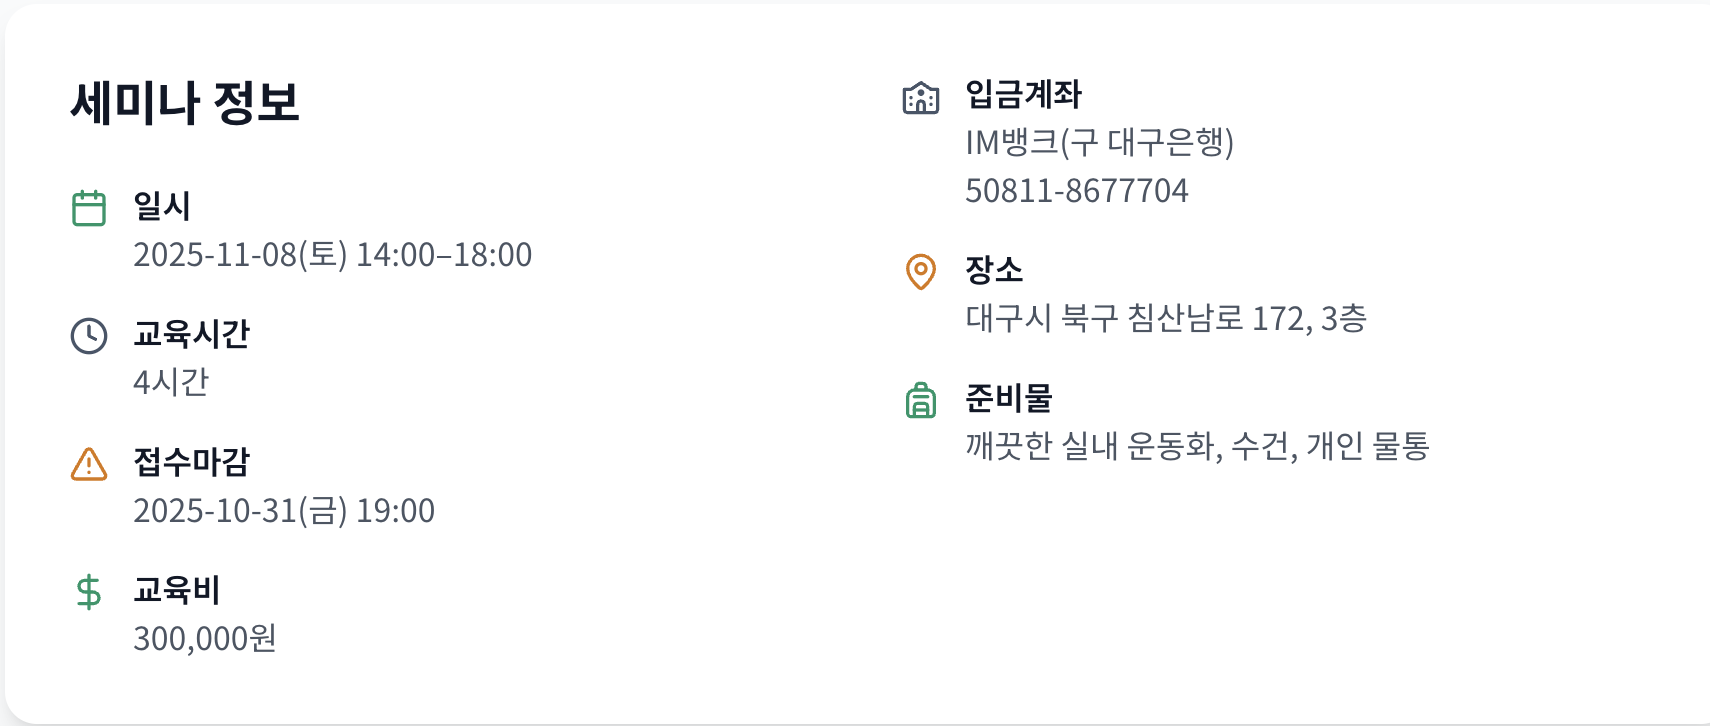 세미나 정보
일시
2025-11-08(토) 14:00–18:00
교육시간
4시간
접수마감
2025-10-31(금) 19:00
교육비
300,000원
입금계좌
IM뱅크(구 대구은행)
50811-8677704
장소
대구시 북구 침산남로 172, 3층
준비물
깨끗한 실내 운동화, 수건, 개인 물통